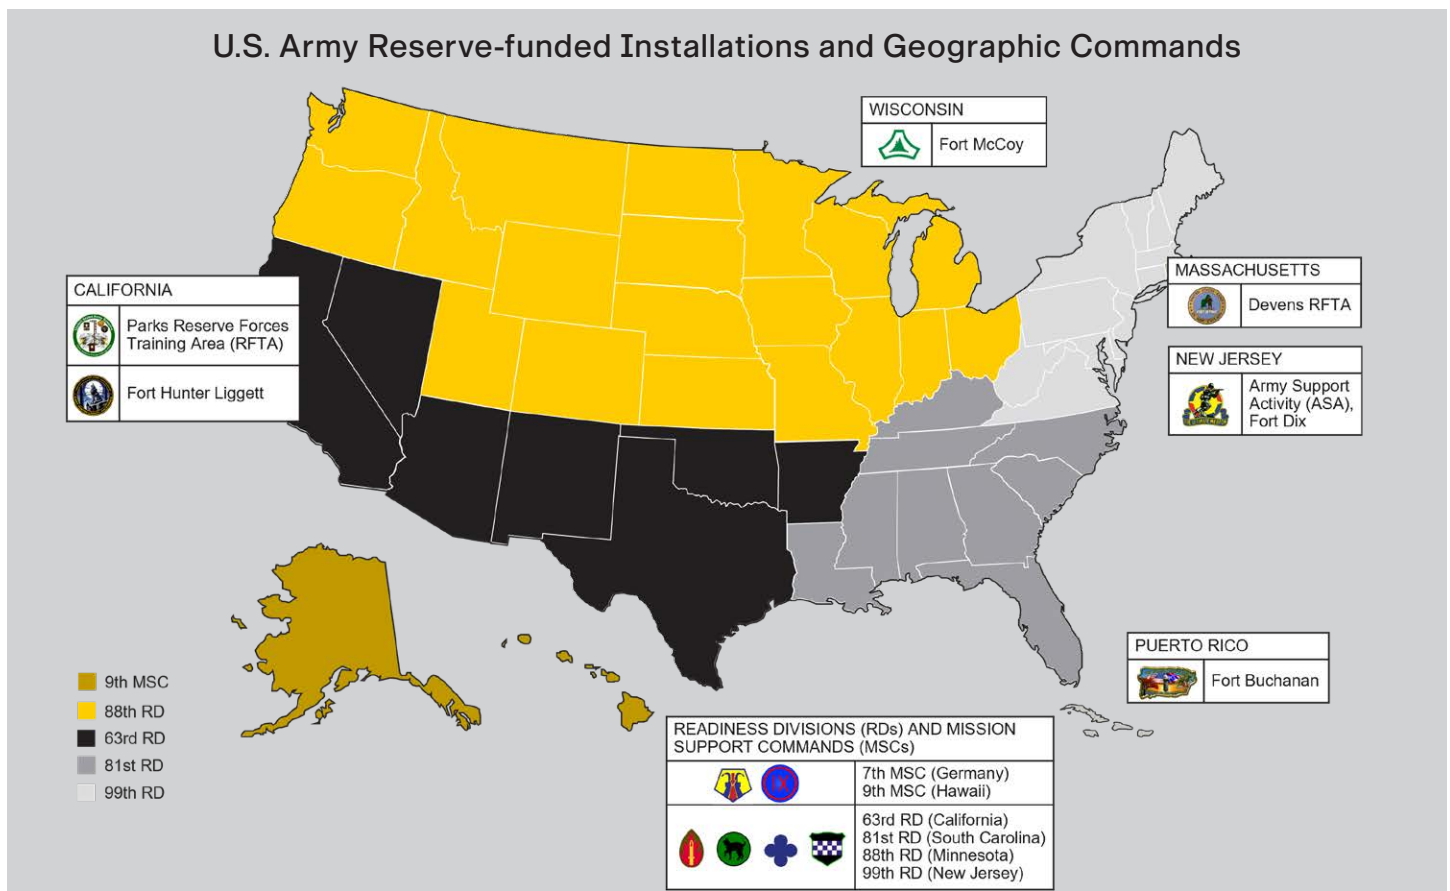 U.S. Army Reserve-funded Installations and Geographic Commands
WISCONSIN
Fort McCoy
CALIFORNIA
Parks Reserve Forces
Training Area (RFTA)
Fort Hunter Liggett
MASSACHUSETTS
Devens RFTA
NEW JERSEY
Army Support
Activity (ASA),
Fort Dix
PUERTO RICO
Fort Buchanan
9th MSC
88th RD
63rd RD
81st RD
99th RD
READINESS DIVISIONS (RDs) AND MISSION
SUPPORT COMMANDS (MSCs)
IX
7th MSC (Germany)
9th MSC (Hawaii)
63rd RD (California)
81st RD (South Carolina)
88th RD (Minnesota)
99th RD (New Jersey)